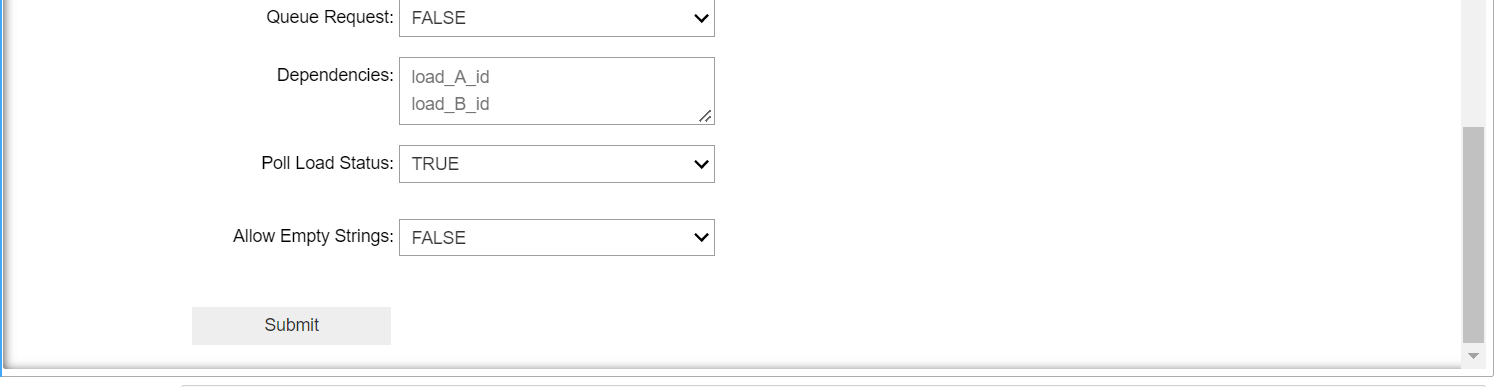 Queue Request: FALSE
Dependencies: load_A_id
load_B_id
Poll Load Status: TRUE
Allow Empty Strings: FALSE
Submit